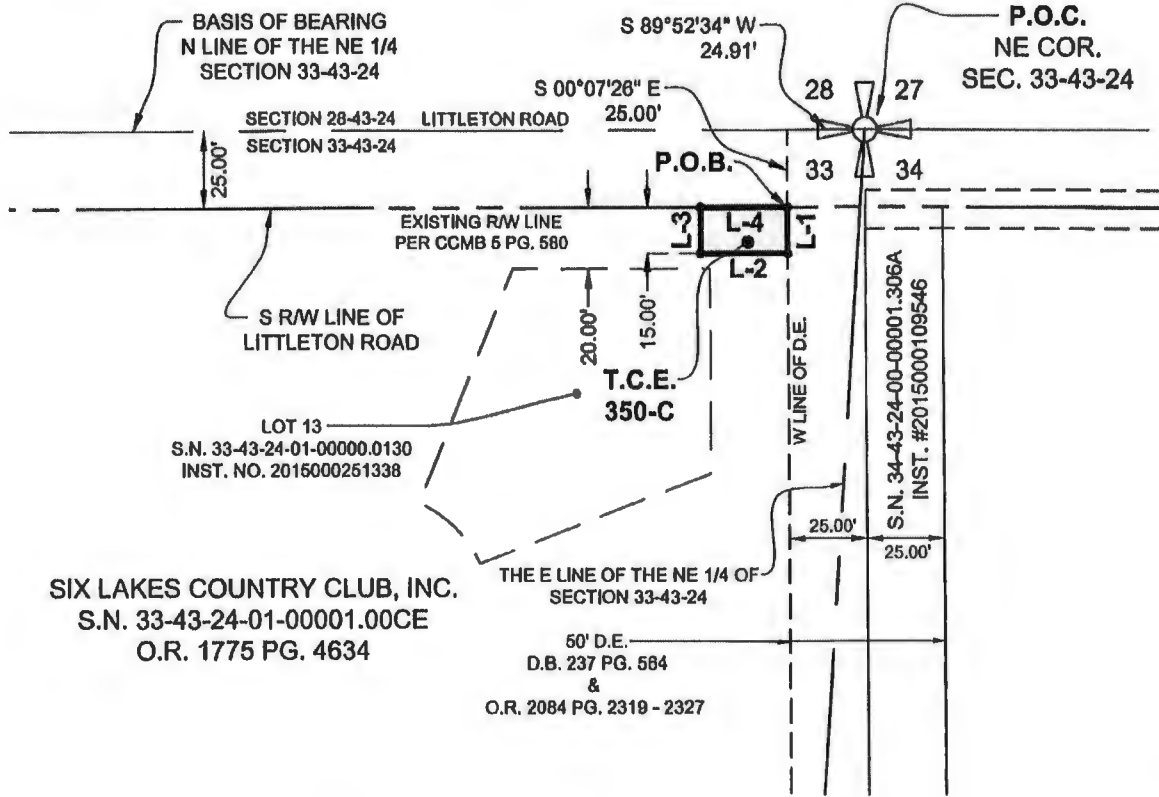 BASIS OF BEARING
N LINE OF THE NE 1/4
SECTION 33-43-24
S 89°52'34" W
24.91'
P.O.C.
NE COR.
SEC. 33-43-24
S 00°07'26" E
25.00'
28
27
33
34
SECTION 28-43-24
LITTLETON ROAD
SECTION 33-43-24
25.00'
P.O.B.
EXISTING R/W LINE
PER CCMB 5 PG. 580
L-3
L-4
L-1
L-2
S R/W LINE OF
LITTLETON ROAD
20.00'
15.00'
T.C.E.
350-C
W LINE OF D.E.
S.N. 34-43-24-00-00001.306A
INST. #2015000109546
LOT 13
S.N. 33-43-24-01-00000.0130
INST. NO. 2015000251338
25.00'
25.00'
THE E LINE OF THE NE 1/4 OF
SECTION 33-43-24
SIX LAKES COUNTRY CLUB, INC.
S.N. 33-43-24-01-00001.00CE
O.R. 1775 PG. 4634
50' D.E.
D.B. 237 PG. 564
&
O.R. 2084 PG. 2319 - 2327